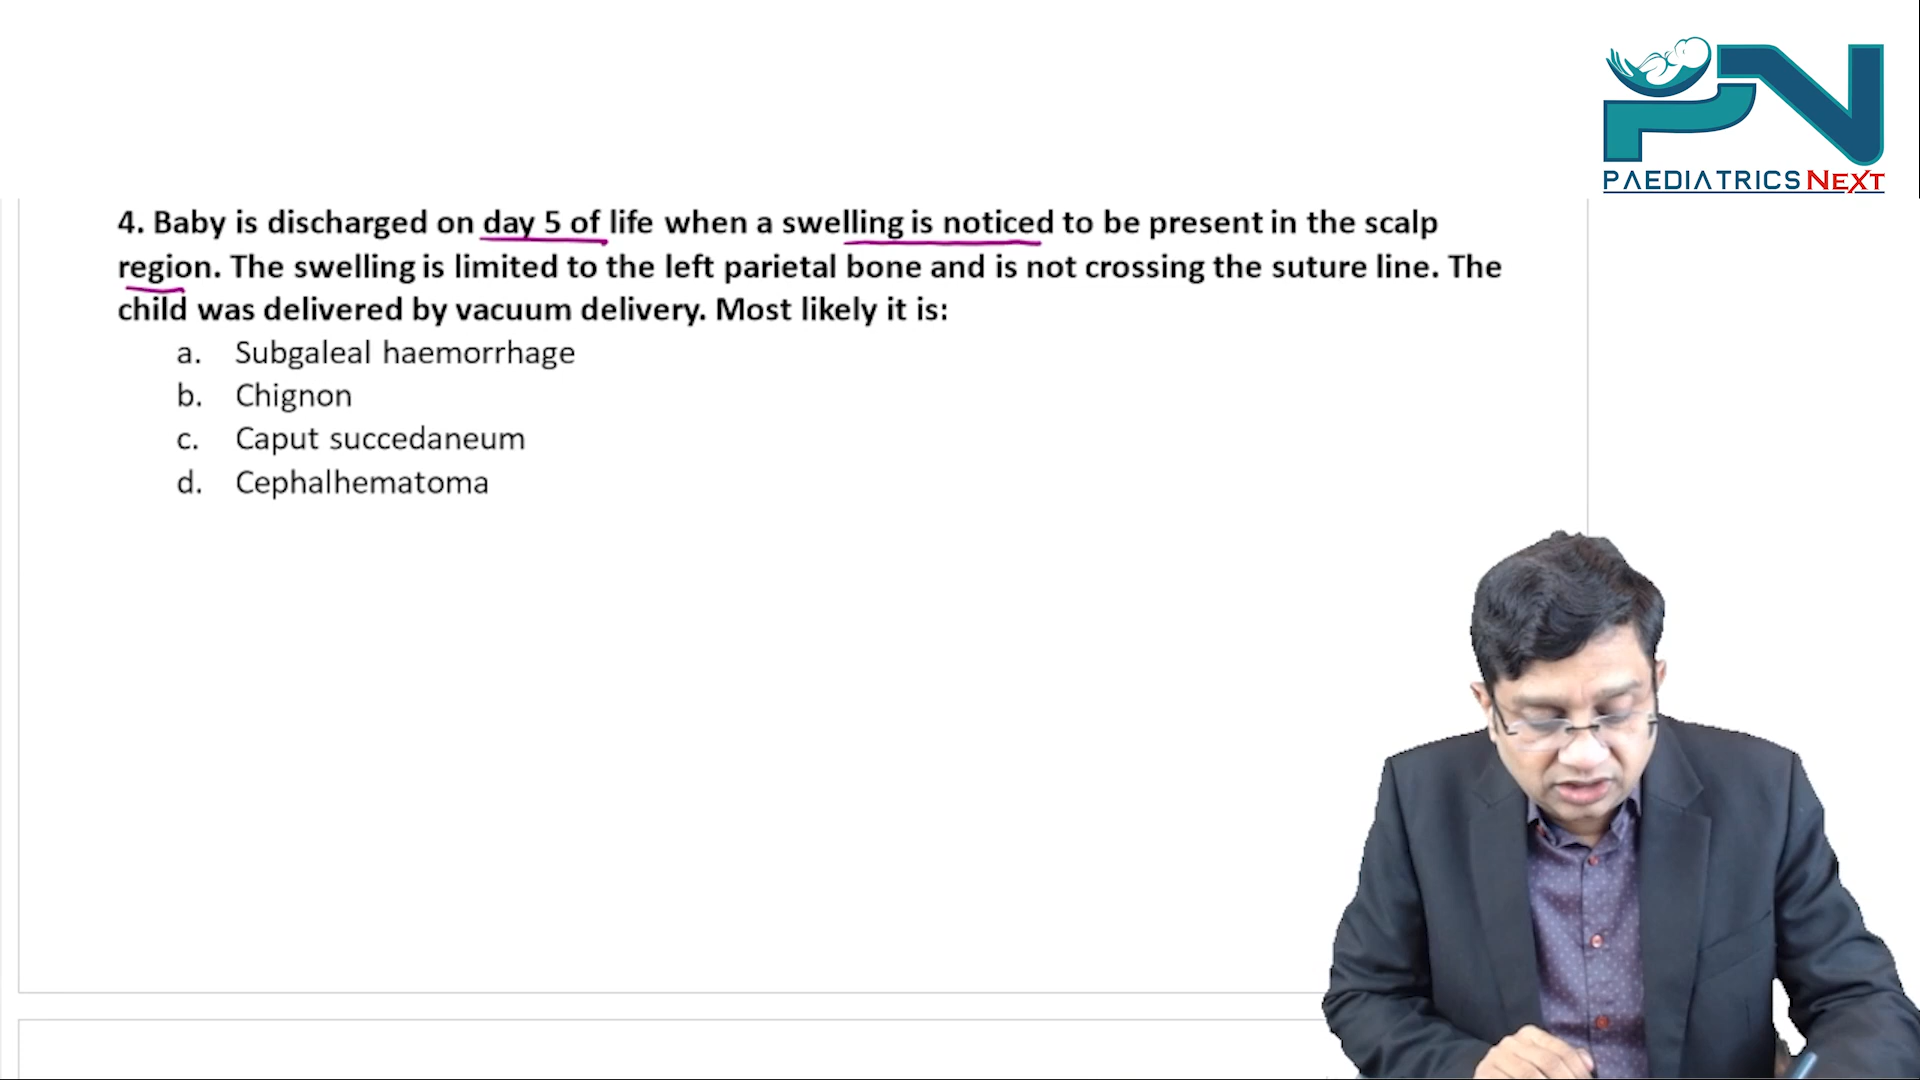 PAEDIATRICS NEXT
4. Baby is discharged on day 5 of life when a swelling is noticed to be present in the scalp
region. The swelling is limited to the left parietal bone and is not crossing the suture line. The
child was delivered by vacuum delivery. Most likely it is:
a. Subgaleal haemorrhage
b. Chignon
c. Caput succedaneum
d. Cephalhematoma